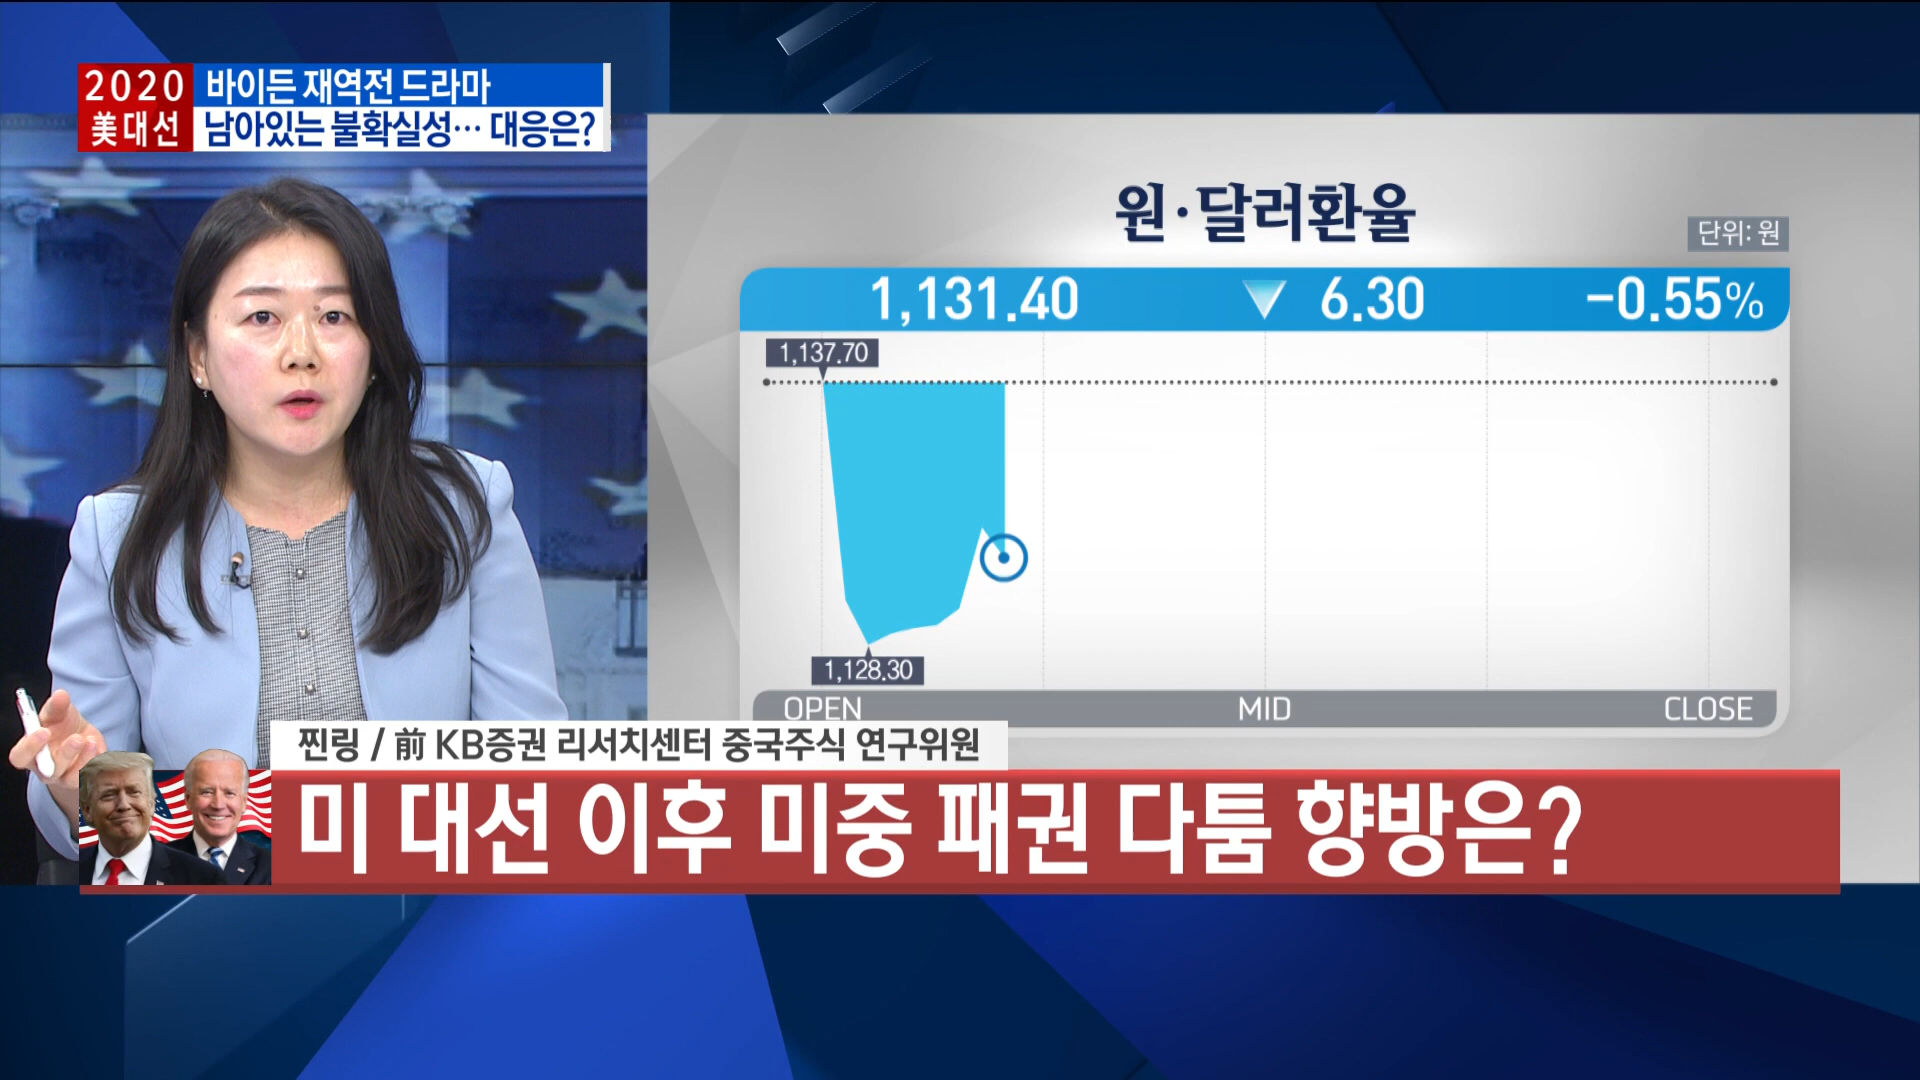 2020 바이든 재역전 드라마
美대선 남아있는 불확실성… 대응은?
원·달러환율
단위: 원
1,131.40 ▼ 6.30 -0.55%
1,137.70
1,128.30
OPEN MID CLOSE
찐링 / 前 KB증권 리서치센터 중국주식 연구위원
미 대선 이후 미중 패권 다툼 향방은?